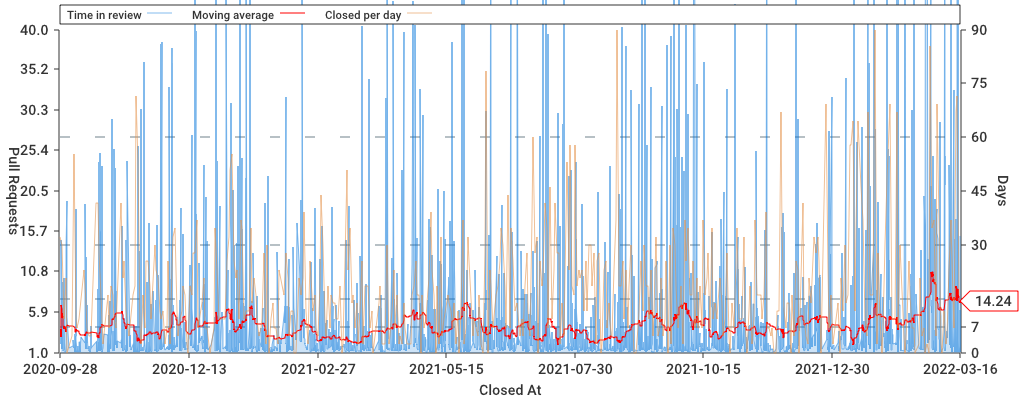 Time in review Moving average Closed per day
40.0 90
35.2 75
30.3
25.4 60
20.5 45
15.7 30
10.8
14.24
5.9 7
1.0 0
Pull Requests
Days
2020-09-28 2020-12-13 2021-02-27 2021-05-15 2021-07-30 2021-10-15 2021-12-30 2022-03-16
Closed At